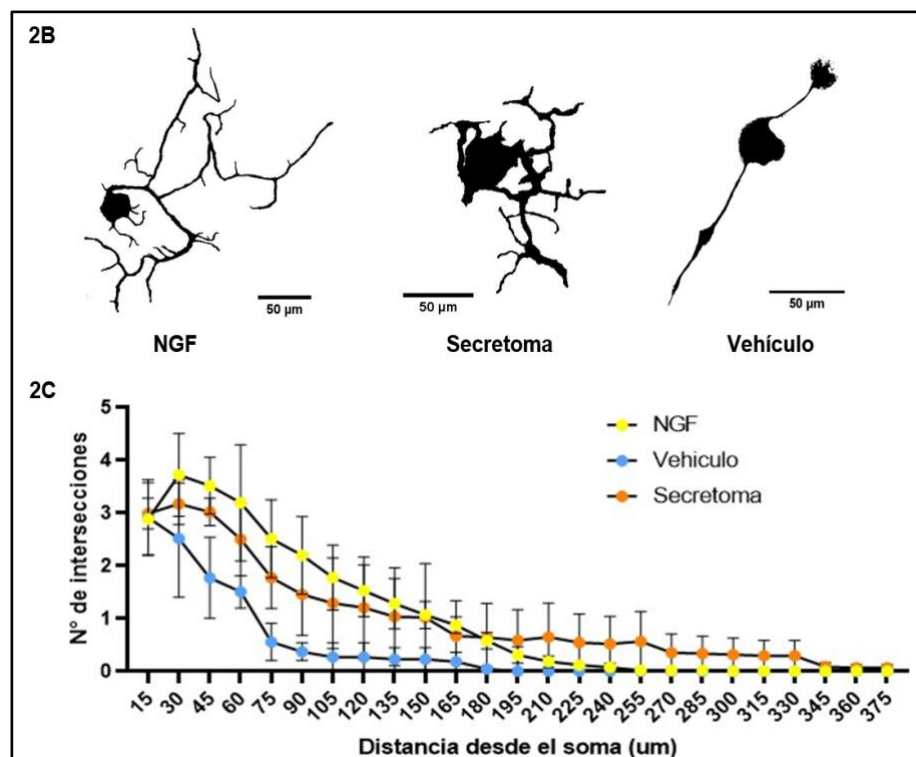 2B
50 µm
50 µm
50 µm
NGF Secretoma Vehículo
2C
N° de intersecciones
5
4
3
2
1
0
NGF
Vehiculo
Secretoma
15 30 45 60 75 90 105 120 135 150 165 180 195 210 225 240 255 270 285 300 315 330 345 360 375
Distancia desde el soma (um)